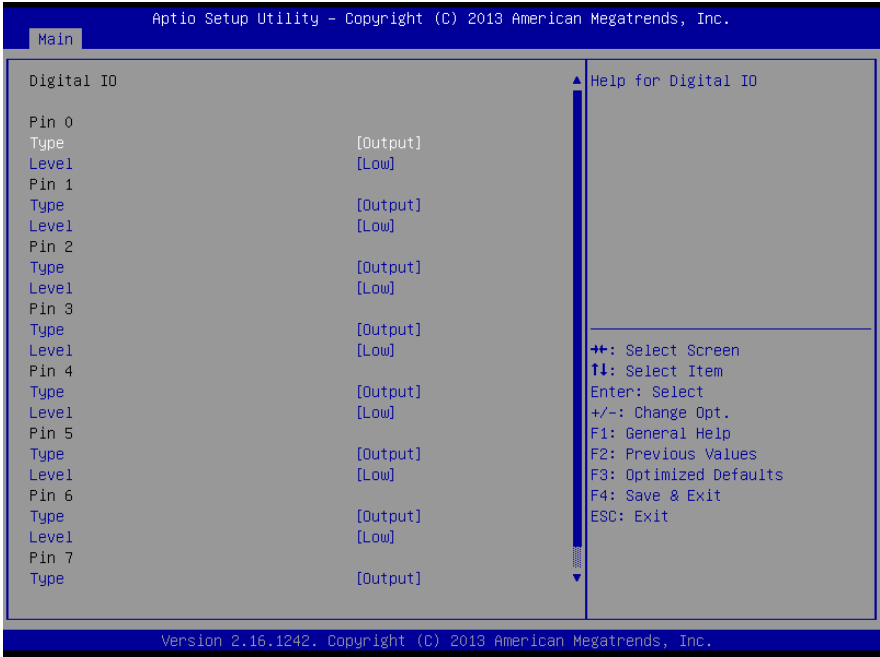 Aptio Setup Utility – Copyright (C) 2013 American Megatrends, Inc.
Main
Digital IO
Pin 0
Type [Output]
Level [Low]
Pin 1
Type [Output]
Level [Low]
Pin 2
Type [Output]
Level [Low]
Pin 3
Type [Output]
Level [Low]
Pin 4
Type [Output]
Level [Low]
Pin 5
Type [Output]
Level [Low]
Pin 6
Type [Output]
Level [Low]
Pin 7
Type [Output]
Help for Digital IO
→←: Select Screen
↑↓: Select Item
Enter: Select
+/-: Change Opt.
F1: General Help
F2: Previous Values
F3: Optimized Defaults
F4: Save & Exit
ESC: Exit
Version 2.16.1242. Copyright (C) 2013 American Megatrends, Inc.